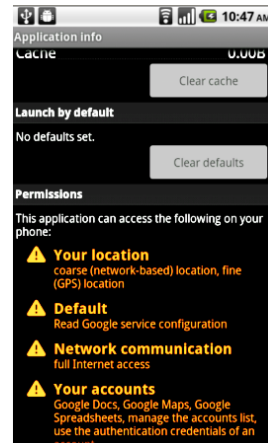 10:47 AM
Application info
Cache
0.00B
Clear cache
Launch by default
No defaults set.
Clear defaults
Permissions
This application can access the following on your
phone:
Your location
coarse (network-based) location, fine
(GPS) location
Default
Read Google service configuration
Network communication
full Internet access
Your accounts
Google Docs, Google Maps, Google
Spreadsheets, manage the accounts list,
use the authentication credentials of an
account